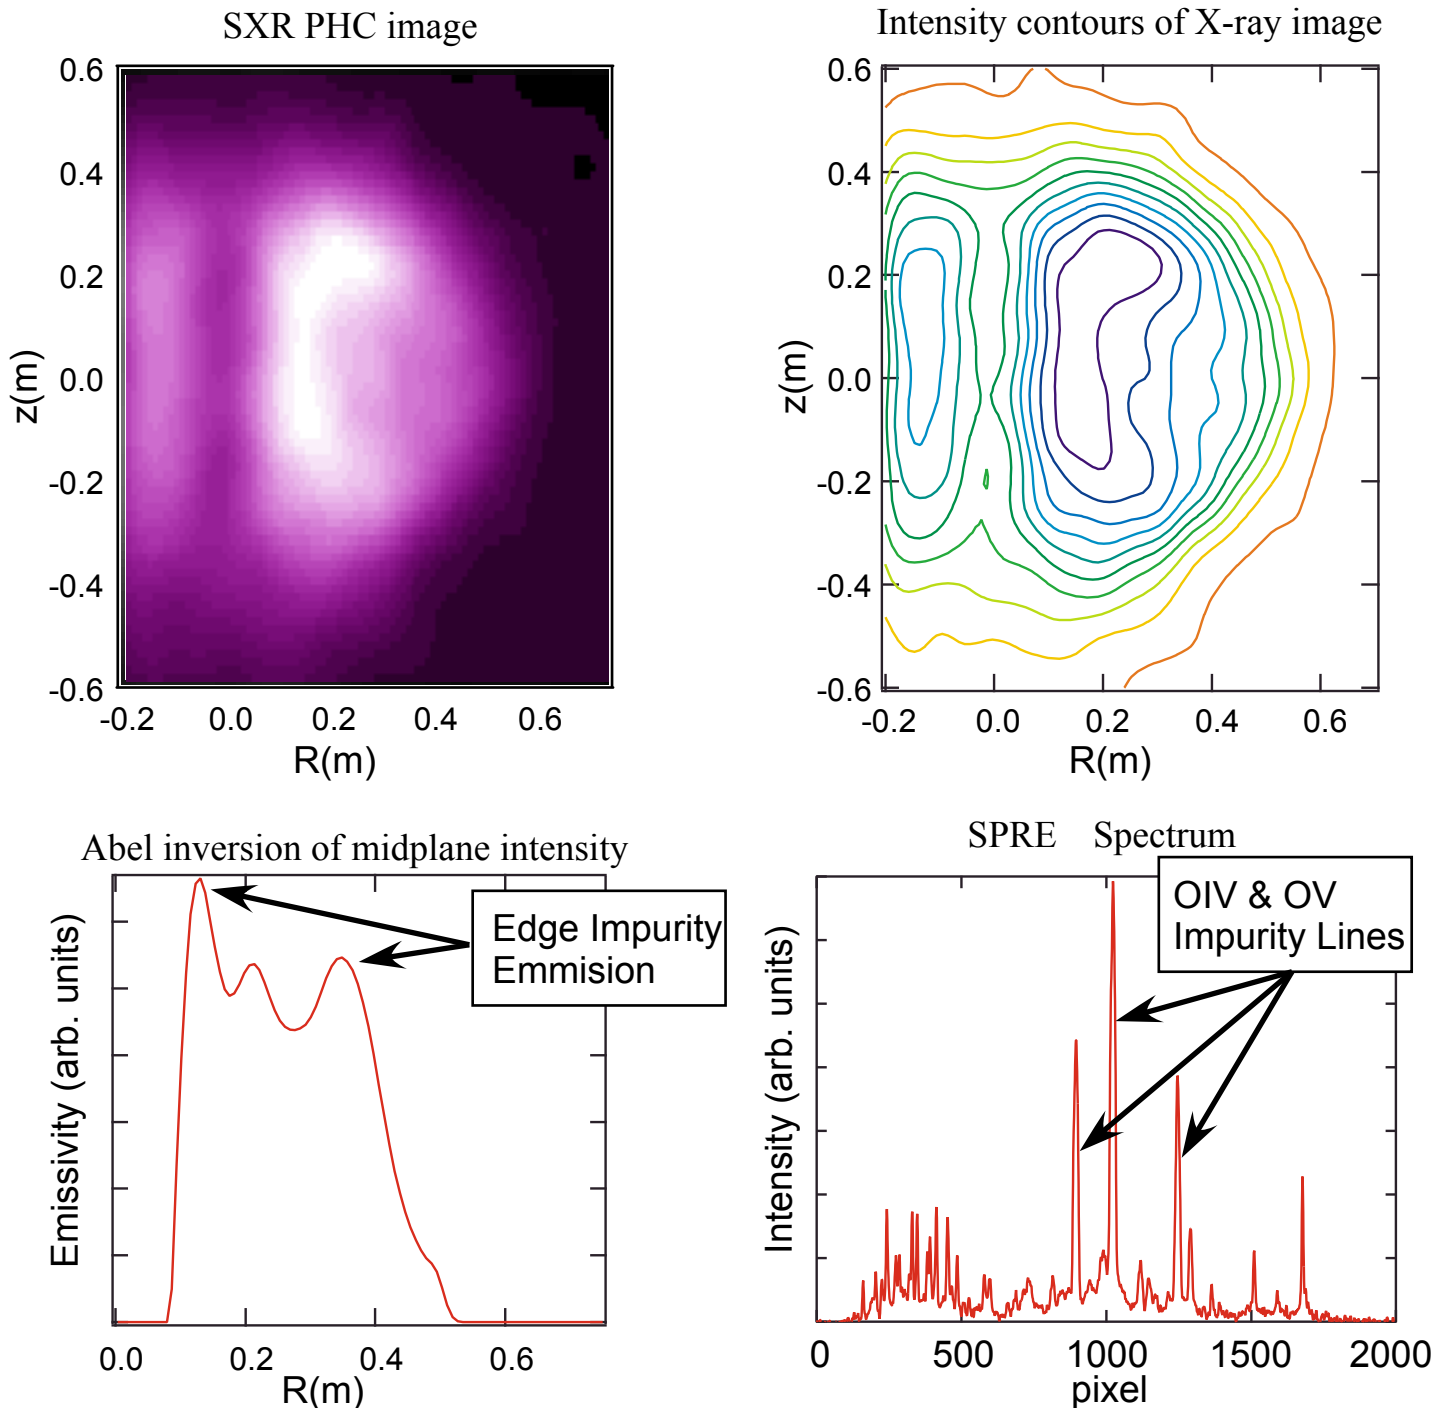 SXR PHC image
0.6
0.4
0.2
0.0
-0.2
-0.4
-0.6
z(m)
-0.2 0.0 0.2 0.4 0.6
R(m)
Intensity contours of X-ray image
0.6
0.4
0.2
0.0
-0.2
-0.4
-0.6
z(m)
-0.2 0.0 0.2 0.4 0.6
R(m)
Abel inversion of midplane intensity
Edge Impurity
Emmision
Emissivity (arb. units)
0.0 0.2 0.4 0.6
R(m)
SPRE Spectrum
OIV & OV
Impurity Lines
Intensity (arb. units)
0 500 1000 1500 2000
pixel